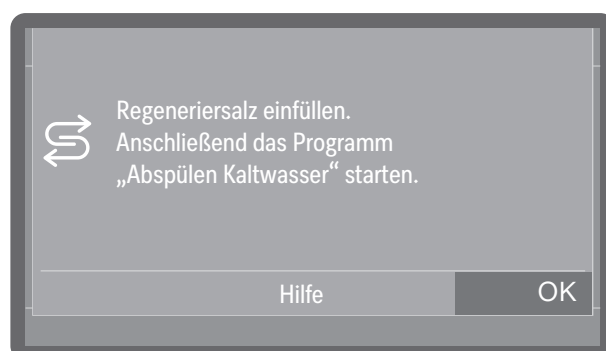 Regeneriersalz einfüllen.
Anschließend das Programm
„Abspülen Kaltwasser“ starten.
Hilfe
OK